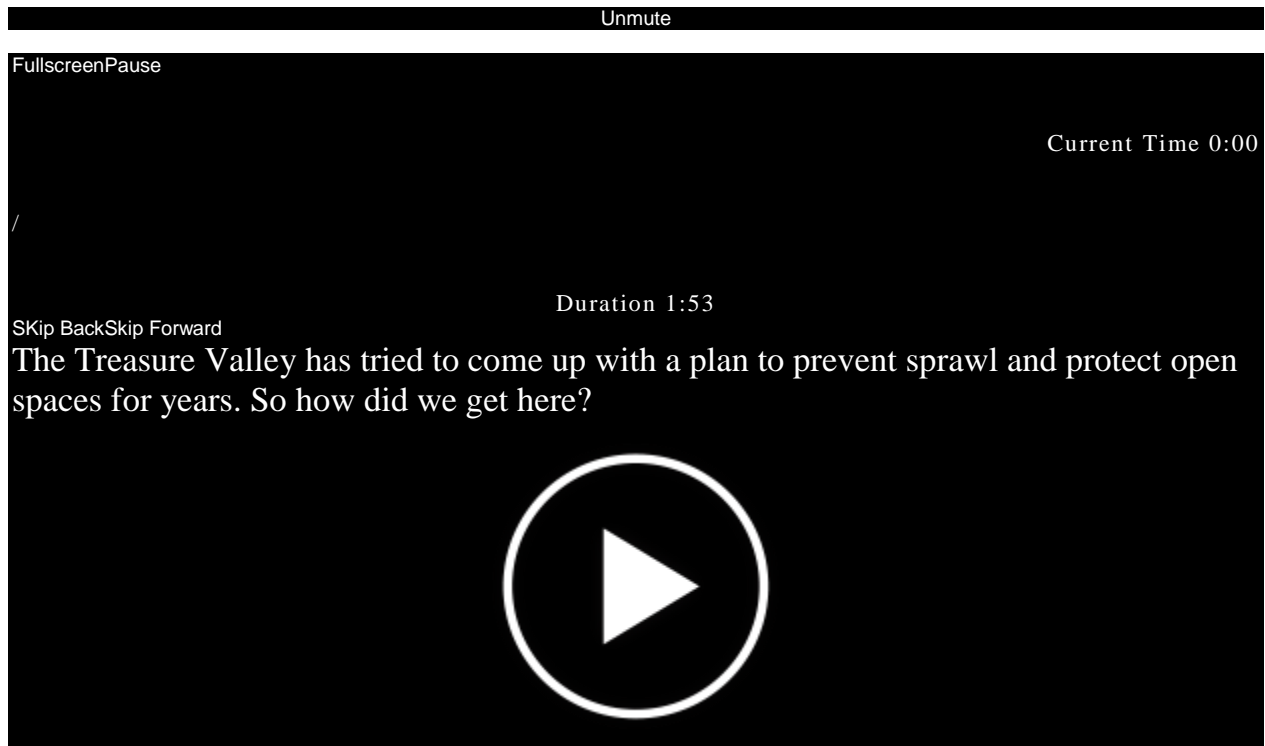 Unmute
FullscreenPause
Current Time 0:00
/
Duration 1:53
SKip BackSkip Forward
The Treasure Valley has tried to come up with a plan to prevent sprawl and protect open
spaces for years. So how did we get here?